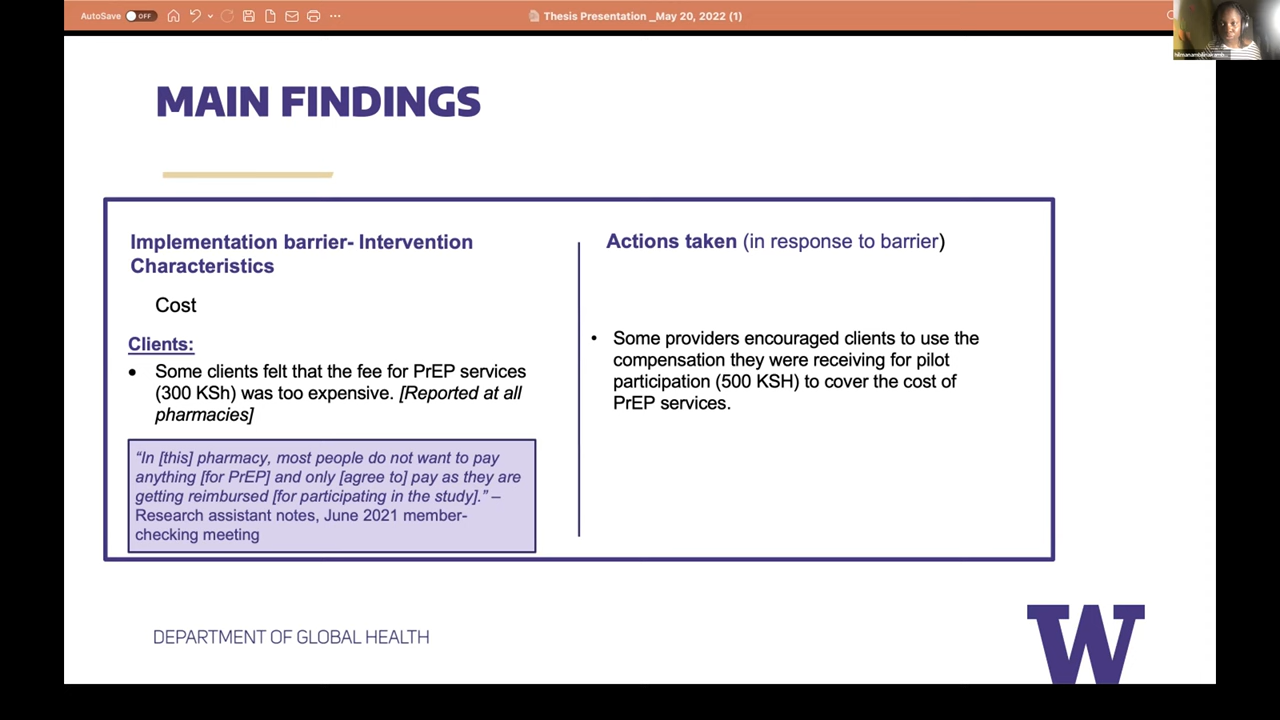 AutoSave OFF
Thesis Presentation _May 20, 2022 (1)
MAIN FINDINGS
Implementation barrier- Intervention
Characteristics
Cost
Clients:
• Some clients felt that the fee for PrEP services
(300 KSh) was too expensive. [Reported at all
pharmacies]
“In [this] pharmacy, most people do not want to pay
anything [for PrEP] and only [agree to] pay as they are
getting reimbursed [for participating in the study].” –
Research assistant notes, June 2021 member-
checking meeting
Actions taken (in response to barrier)
• Some providers encouraged clients to use the
compensation they were receiving for pilot
participation (500 KSH) to cover the cost of
PrEP services.
DEPARTMENT OF GLOBAL HEALTH
W